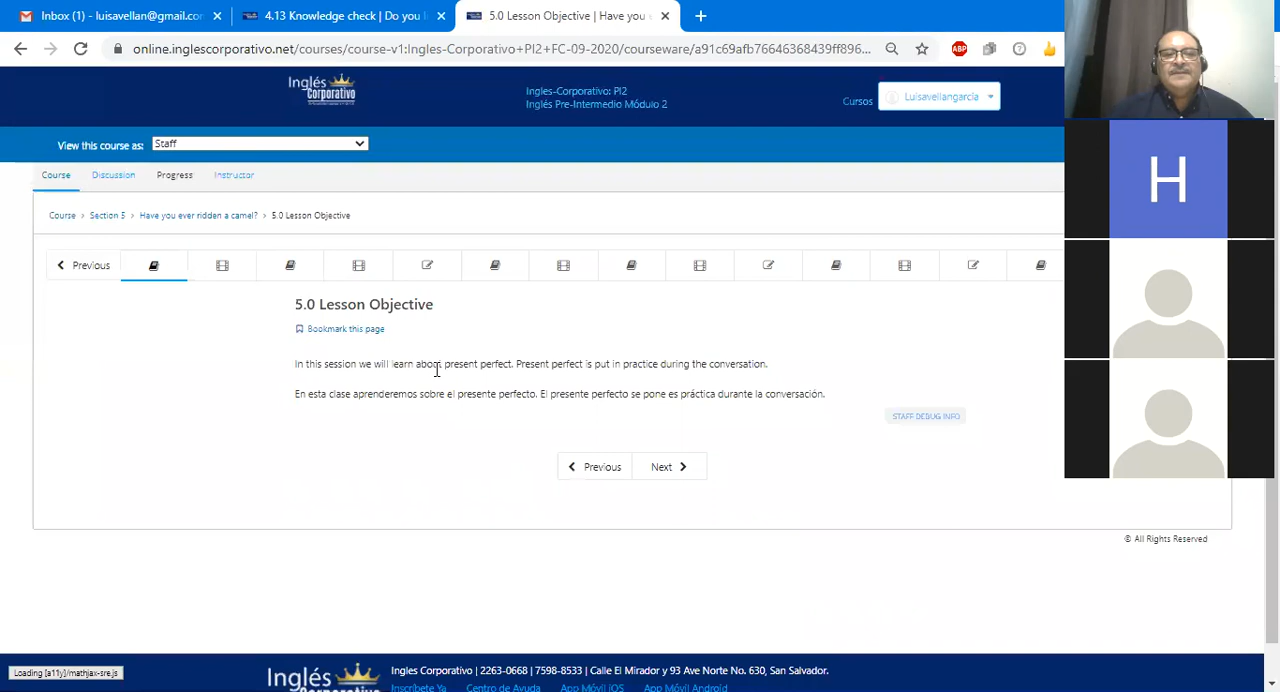 Inbox (1) - luisavellan@gmail.co
4.13 Knowledge check | Do you l
5.0 Lesson Objective | Have you
online.inglescorporativo.net/courses/course-v1:Ingles-Corporativo+PI2+FC-09-2020/courseware/a91c69afb76646368439ff896...
ABP
Inglés
Corporativo
Ingles-Corporativo: PI2
Inglés Pre-Intermedio Módulo 2
Cursos
Luisavellangarcia
View this course as:
Staff
Course
Discussion
Progress
Instructor
Course > Section 5 > Have you ever ridden a camel? > 5.0 Lesson Objective
Previous
5.0 Lesson Objective
Bookmark this page
In this session we will learn about present perfect. Present perfect is put in practice during the conversation.
En esta clase aprenderemos sobre el presente perfecto. El presente perfecto se pone es práctica durante la conversación.
STAFF DEBUG INFO
Previous
Next
H
© All Rights Reserved
Loading [a11y]/mathjax-sre.js
Inglés
Corporativo
Ingles Corporativo | 2263-0668 | 7598-8533 | Calle El Mirador y 93 Ave Norte No. 630, San Salvador.
Inscríbete Ya
Centro de Ayuda
App Móvil iOS
App Móvil Android